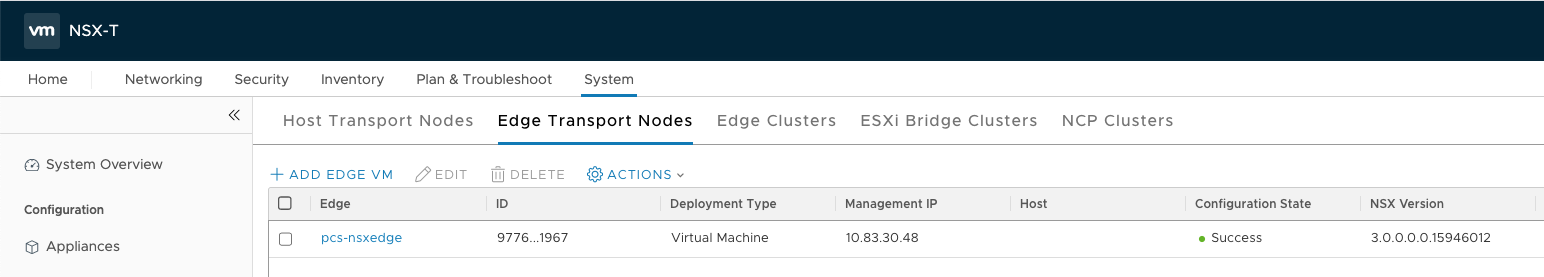 vm NSX-T
Home Networking Security Inventory Plan & Troubleshoot System
Host Transport Nodes Edge Transport Nodes Edge Clusters ESXi Bridge Clusters NCP Clusters
System Overview
+ ADD EDGE VM EDIT DELETE ACTIONS
Configuration
Edge ID Deployment Type Management IP Host Configuration State NSX Version
Appliances
pcs-nsxedge 9776...1967 Virtual Machine 10.83.30.48 Success 3.0.0.0.0.15946012